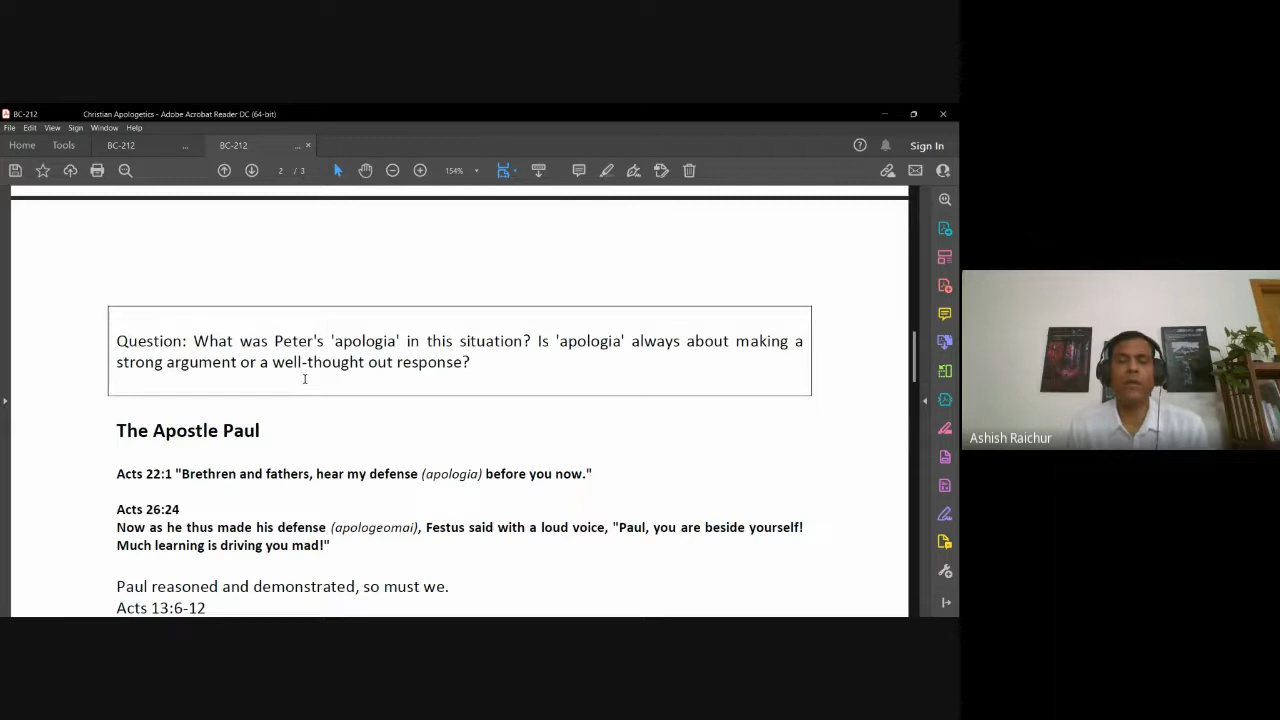 BC-212 Christian Apologetics - Adobe Acrobat Reader DC (64-bit)
File Edit View Sign Window Help
Home Tools BC-212 ... BC-212 ... × Sign In
2 / 3 154%
Question: What was Peter's 'apologia' in this situation? Is 'apologia' always about making a
strong argument or a well-thought out response?
The Apostle Paul
Acts 22:1 "Brethren and fathers, hear my defense (apologia) before you now."
Acts 26:24
Now as he thus made his defense (apologeomai), Festus said with a loud voice, "Paul, you are beside yourself!
Much learning is driving you mad!"
Paul reasoned and demonstrated, so must we.
Acts 13:6-12
Ashish Raichur